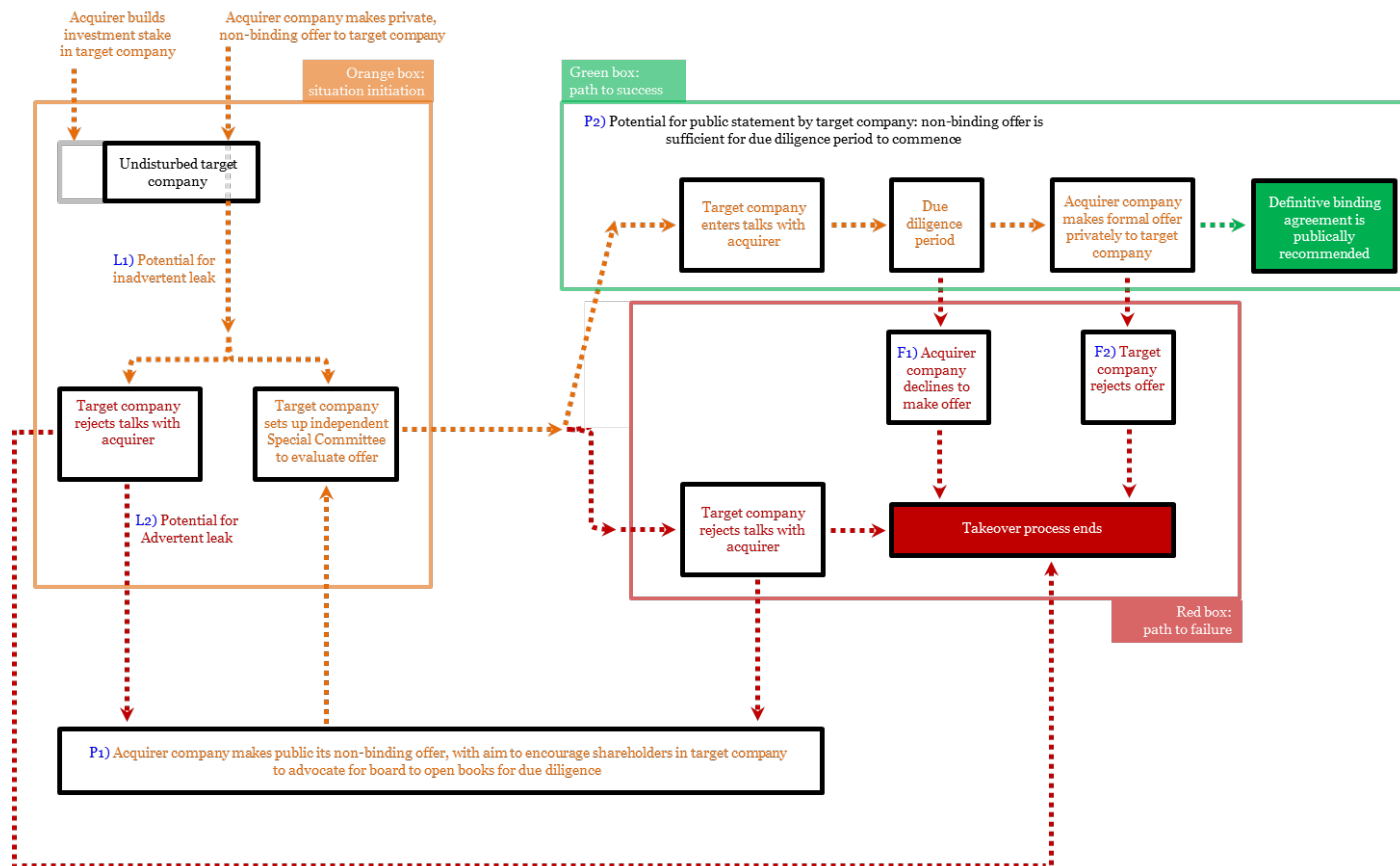 Acquirer builds
investment stake
in target company
Acquirer company makes private,
non-binding offer to target company
Orange box:
situation initiation
Green box:
path to success
P2) Potential for public statement by target company: non-binding offer is
sufficient for due diligence period to commence
Undisturbed target
company
Target company
enters talks with
acquirer
Due
diligence
period
Acquirer company
makes formal offer
privately to target
company
Definitive binding
agreement is
publically
recommended
L1) Potential for
inadvertent leak
F1) Acquirer
company
declines to
make offer
F2) Target
company
rejects offer
Target company
rejects talks with
acquirer
Target company
sets up independent
Special Committee
to evaluate offer
L2) Potential for
Advertent leak
Target company
rejects talks with
acquirer
Takeover process ends
Red box:
path to failure
P1) Acquirer company makes public its non-binding offer, with aim to encourage shareholders in target company
to advocate for board to open books for due diligence